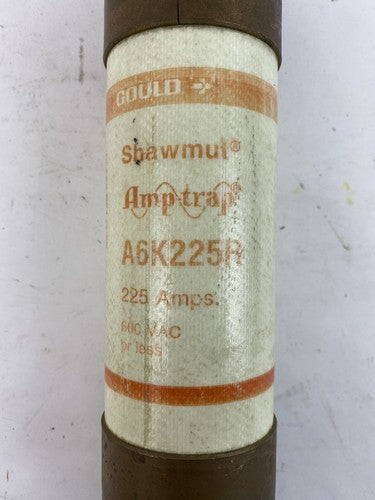 GOULD
Shawmut®
Amp-trap®
A6K225R
225 Amps.
600 VAC
or less